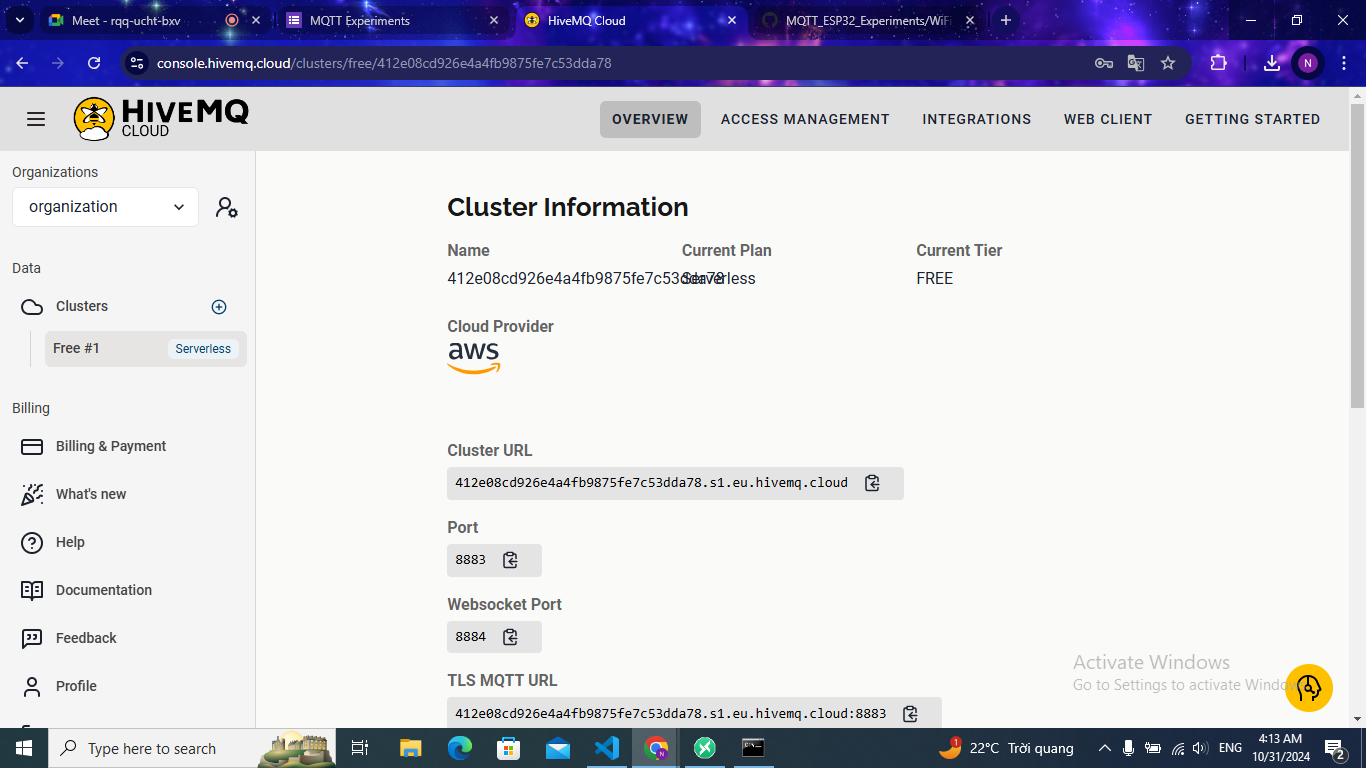 Meet - rqq-ucht-bxv
MQTT Experiments
HiveMQ Cloud
MQTT_ESP32_Experiments/WiFi
console.hivemq.cloud/clusters/free/412e08cd926e4a4fb9875fe7c53dda78
N
HIVEMQ
CLOUD
OVERVIEW
ACCESS MANAGEMENT
INTEGRATIONS
WEB CLIENT
GETTING STARTED
Organizations
organization
Data
Clusters
Free #1
Serverless
Billing
Billing & Payment
What's new
Help
Documentation
Feedback
Profile
Cluster Information
Name
Current Plan
Current Tier
412e08cd926e4a4fb9875fe7c53dda78
Serverless
FREE
Cloud Provider
aws
Cluster URL
412e08cd926e4a4fb9875fe7c53dda78.s1.eu.hivemq.cloud
Port
8883
Websocket Port
8884
TLS MQTT URL
412e08cd926e4a4fb9875fe7c53dda78.s1.eu.hivemq.cloud:8883
Activate Windows
Go to Settings to activate Windows
Type here to search
N
1
22°C Trời quang
ENG
4:13 AM
10/31/2024
2